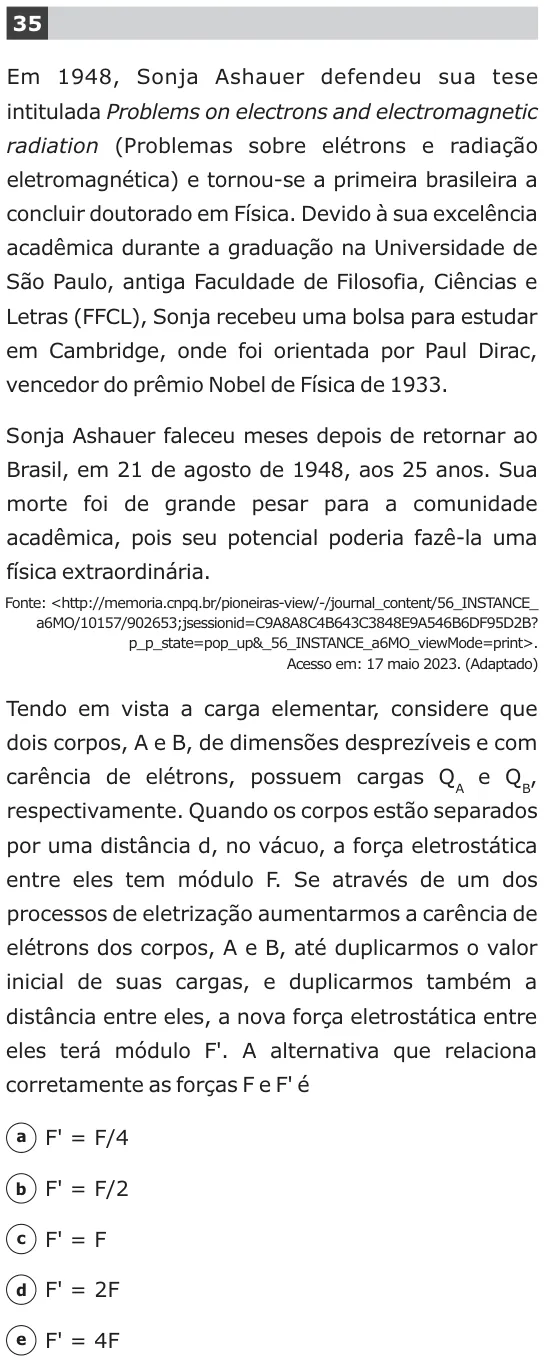 35
Em 1948, Sonja Ashauer defendeu sua tese
intitulada Problems on electrons and electromagnetic
radiation (Problemas sobre elétrons e radiação
eletromagnética) e tornou-se a primeira brasileira a
concluir doutorado em Física. Devido à sua excelência
acadêmica durante a graduação na Universidade de
São Paulo, antiga Faculdade de Filosofia, Ciências e
Letras (FFCL), Sonja recebeu uma bolsa para estudar
em Cambridge, onde foi orientada por Paul Dirac,
vencedor do prêmio Nobel de Física de 1933.
Sonja Ashauer faleceu meses depois de retornar ao
Brasil, em 21 de agosto de 1948, aos 25 anos. Sua
morte foi de grande pesar para a comunidade
acadêmica, pois seu potencial poderia fazê-la uma
física extraordinária.
Fonte: <http://memoria.cnpq.br/pioneiras-view/-/journal_content/56_INSTANCE_
a6MO/10157/902653;jsessionid=C9A8A8C4B643C3848E9A546B6DF95D2B?
p_p_state=pop_up&_56_INSTANCE_a6MO_viewMode=print>.
Acesso em: 17 maio 2023. (Adaptado)
Tendo em vista a carga elementar, considere que
dois corpos, A e B, de dimensões desprezíveis e com
carência de elétrons, possuem cargas Q_A e Q_B,
respectivamente. Quando os corpos estão separados
por uma distância d, no vácuo, a força eletrostática
entre eles tem módulo F. Se através de um dos
processos de eletrização aumentarmos a carência de
elétrons dos corpos, A e B, até duplicarmos o valor
inicial de suas cargas, e duplicarmos também a
distância entre eles, a nova força eletrostática entre
eles terá módulo F'. A alternativa que relaciona
corretamente as forças F e F' é
a F' = F/4
b F' = F/2
c F' = F
d F' = 2F
e F' = 4F